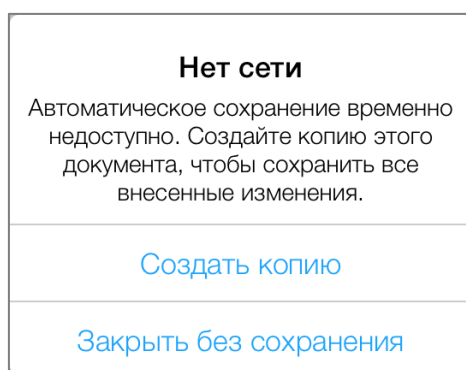 Нет сети
Автоматическое сохранение временно
недоступно. Создайте копию этого
документа, чтобы сохранить все
внесенные изменения.
Создать копию
Закрыть без сохранения